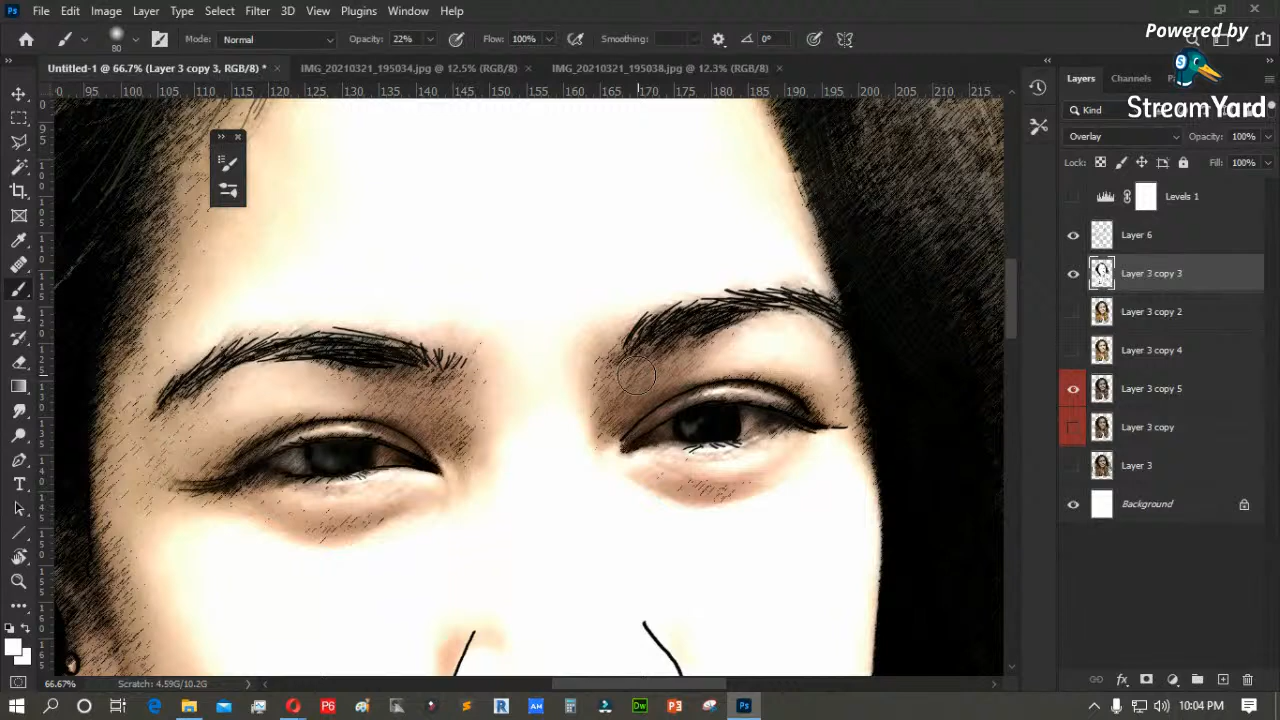 Ps File Edit Image Layer Type Select Filter 3D View Plugins Window Help
Powered by
StreamYard
80 Mode: Normal Opacity: 22% Flow: 100% Smoothing: 0°
Untitled-1 @ 66.7% (Layer 3 copy 3, RGB/8) * × IMG_20210321_195034.jpg @ 12.5% (RGB/8) × IMG_20210321_195038.jpg @ 12.3% (RGB/8) ×
95 100 105 110 115 120 125 130 135 140 145 150 155 160 165 170 175 180 185 190 195 200 205 210 215
Layers Channels
Kind
Overlay Opacity: 100%
Lock: Fill: 100%
Levels 1
Layer 6
Layer 3 copy 3
Layer 3 copy 2
Layer 3 copy 4
Layer 3 copy 5
Layer 3 copy
Layer 3
Background
66.67% Scratch: 4.59G/10.2G
10:04 PM